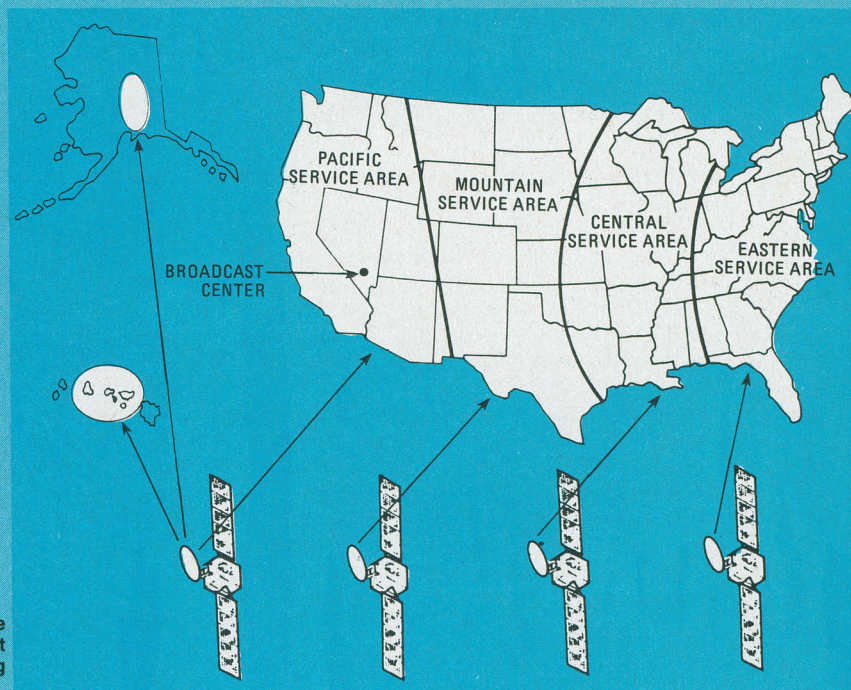 PACIFIC
SERVICE AREA
MOUNTAIN
SERVICE AREA
CENTRAL
SERVICE AREA
EASTERN
SERVICE AREA
BROADCAST
CENTER
e
t
g